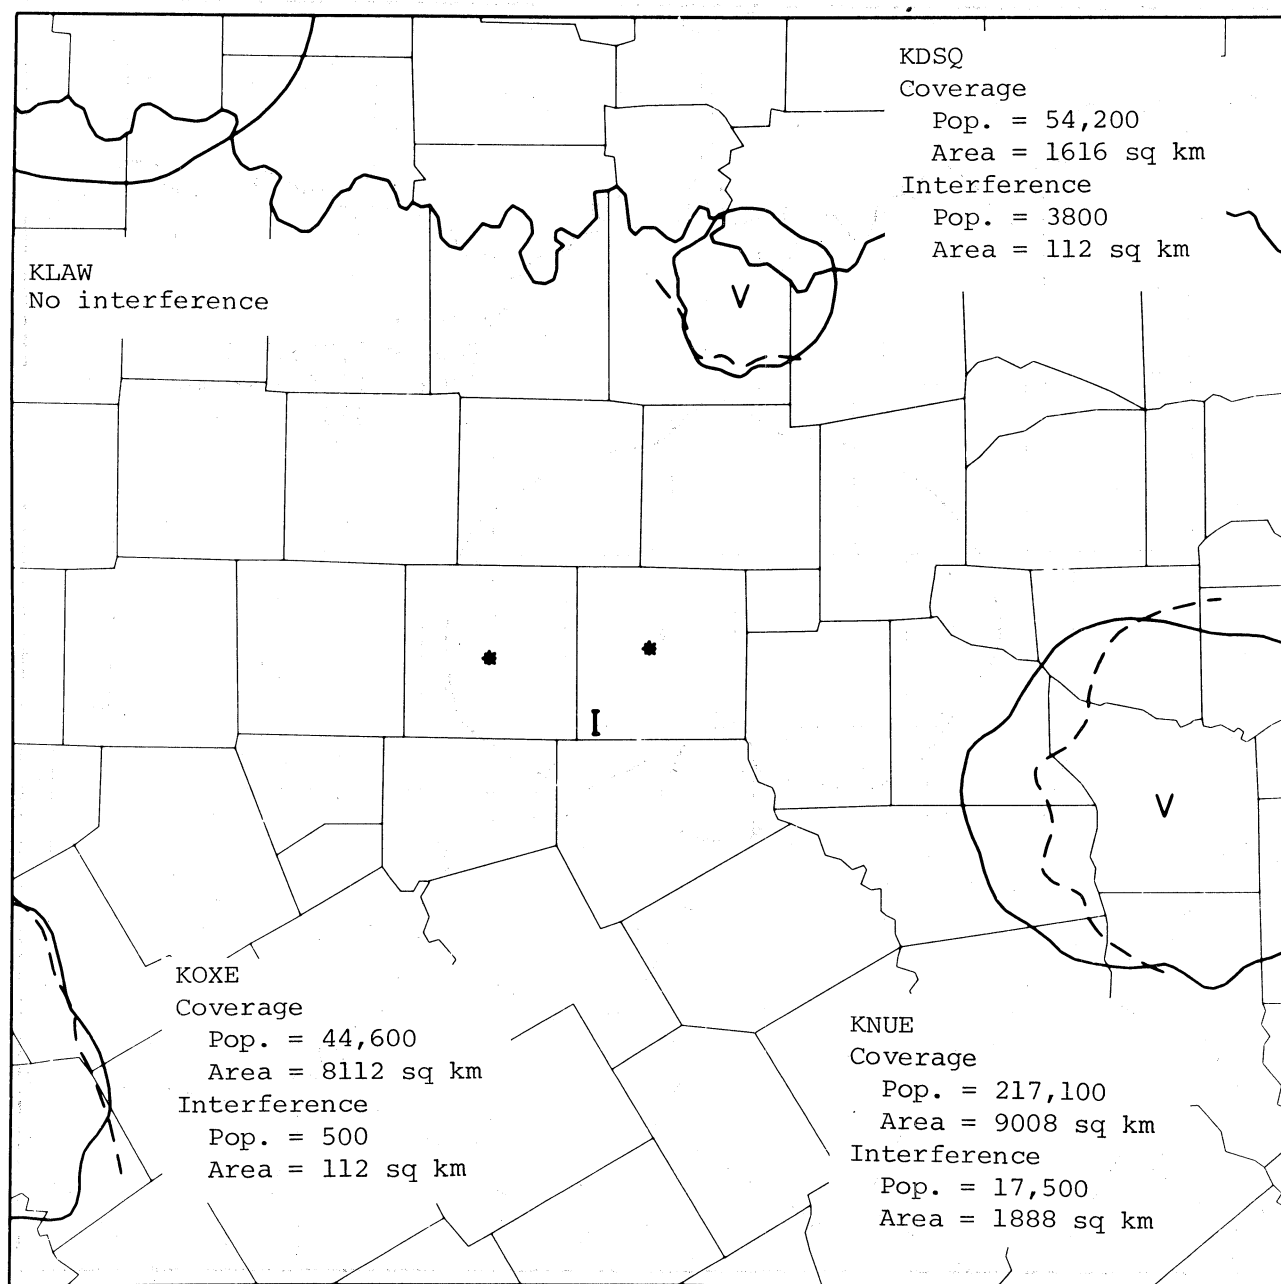 KDSQ
Coverage
Pop. = 54,200
Area = 1616 sq km
Interference
Pop. = 3800
Area = 112 sq km
KLAW
No interference
V
I
V
KOXE
Coverage
Pop. = 44,600
Area = 8112 sq km
Interference
Pop. = 500
Area = 112 sq km
KNUE
Coverage
Pop. = 217,100
Area = 9008 sq km
Interference
Pop. = 17,500
Area = 1888 sq km